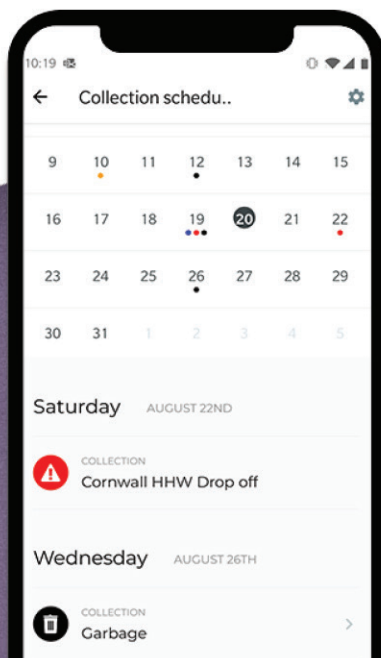 10:19
Collection schedu..
9 10 11 12 13 14 15
16 17 18 19 20 21 22
23 24 25 26 27 28 29
30 31 1 2 3 4 5
Saturday AUGUST 22ND
COLLECTION
Cornwall HHW Drop off
Wednesday AUGUST 26TH
COLLECTION
Garbage